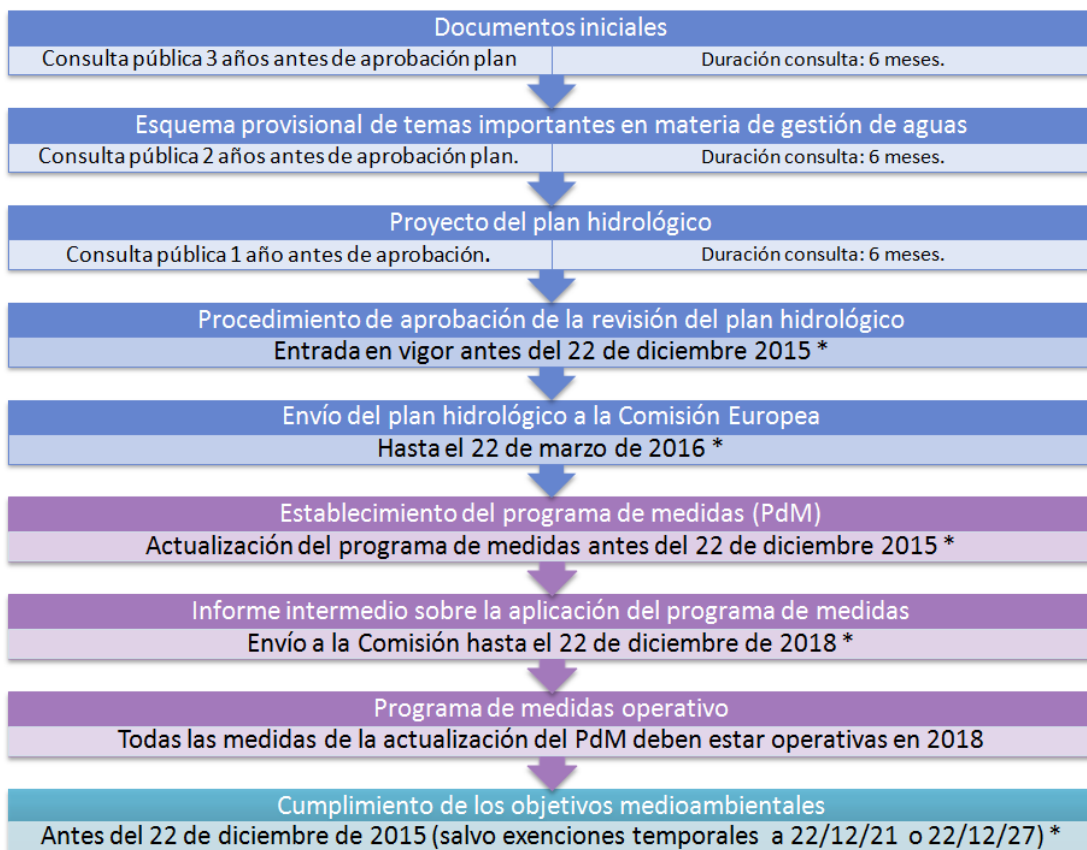 Documentos iniciales
Consulta pública 3 años antes de aprobación plan
Duración consulta: 6 meses.
Esquema provisional de temas importantes en materia de gestión de aguas
Consulta pública 2 años antes de aprobación plan.
Duración consulta: 6 meses.
Proyecto del plan hidrológico
Consulta pública 1 año antes de aprobación.
Duración consulta: 6 meses.
Procedimiento de aprobación de la revisión del plan hidrológico
Entrada en vigor antes del 22 de diciembre 2015 *
Envío del plan hidrológico a la Comisión Europea
Hasta el 22 de marzo de 2016 *
Establecimiento del programa de medidas (PdM)
Actualización del programa de medidas antes del 22 de diciembre 2015 *
Informe intermedio sobre la aplicación del programa de medidas
Envío a la Comisión hasta el 22 de diciembre de 2018 *
Programa de medidas operativo
Todas las medidas de la actualización del PdM deben estar operativas en 2018
Cumplimiento de los objetivos medioambientales
Antes del 22 de diciembre de 2015 (salvo exenciones temporales a 22/12/21 o 22/12/27) *